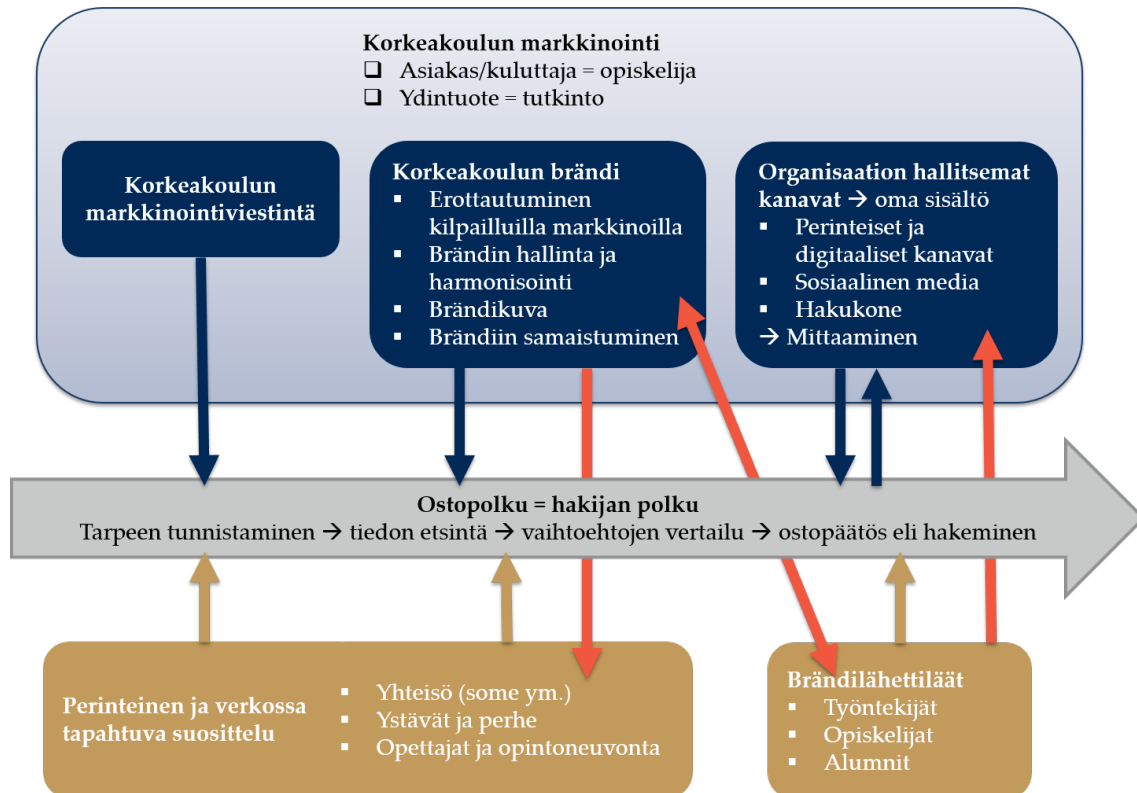 Korkeakoulun markkinointi
❑ Asiakas/kuluttaja = opiskelija
❑ Ydintuote = tutkinto
Korkeakoulun
markkinointiviestintä
Korkeakoulun brändi
▪ Erottautuminen
kilpailluilla markkinoilla
▪ Brändin hallinta ja
harmonisointi
▪ Brändikuva
▪ Brändiin samaistuminen
Organisaation hallitsemat
kanavat → oma sisältö
▪ Perinteiset ja
digitaaliset kanavat
▪ Sosiaalinen media
▪ Hakukone
→ Mittaaminen
Ostopolku = hakijan polku
Tarpeen tunnistaminen → tiedon etsintä → vaihtoehtojen vertailu → ostopäätös eli hakeminen
Perinteinen ja verkossa
tapahtuva suosittelu
▪ Yhteisö (some ym.)
▪ Ystävät ja perhe
▪ Opettajat ja opintoneuvonta
Brändilähettiläät
▪ Työntekijät
▪ Opiskelijat
▪ Alumnit